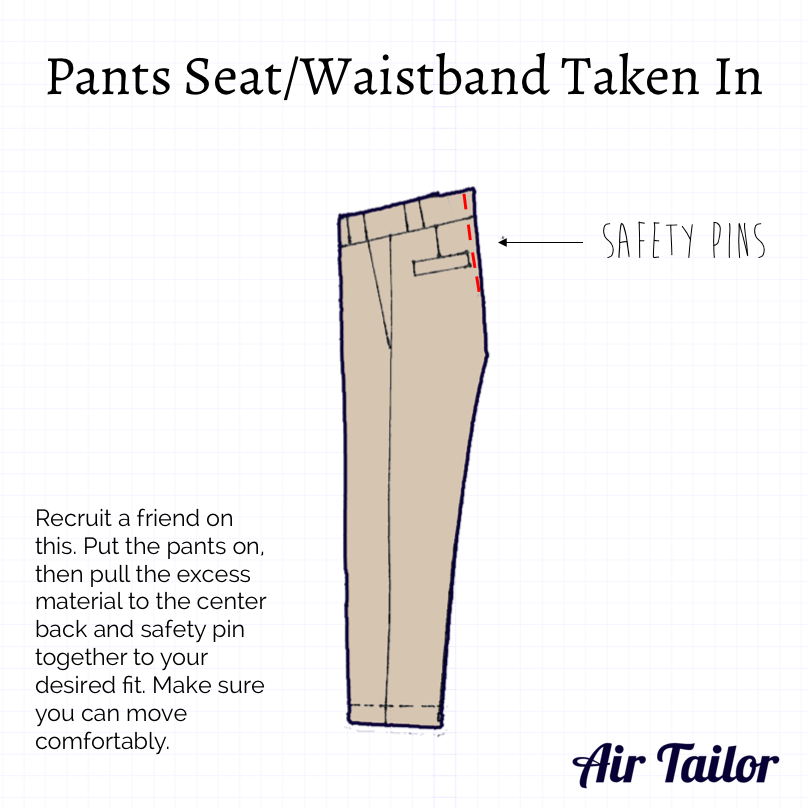 Pants Seat/Waistband Taken In
SAFETY PINS
Recruit a friend on
this. Put the pants on,
then pull the excess
material to the center
back and safety pin
together to your
desired fit. Make sure
you can move
comfortably.
Air Tailor